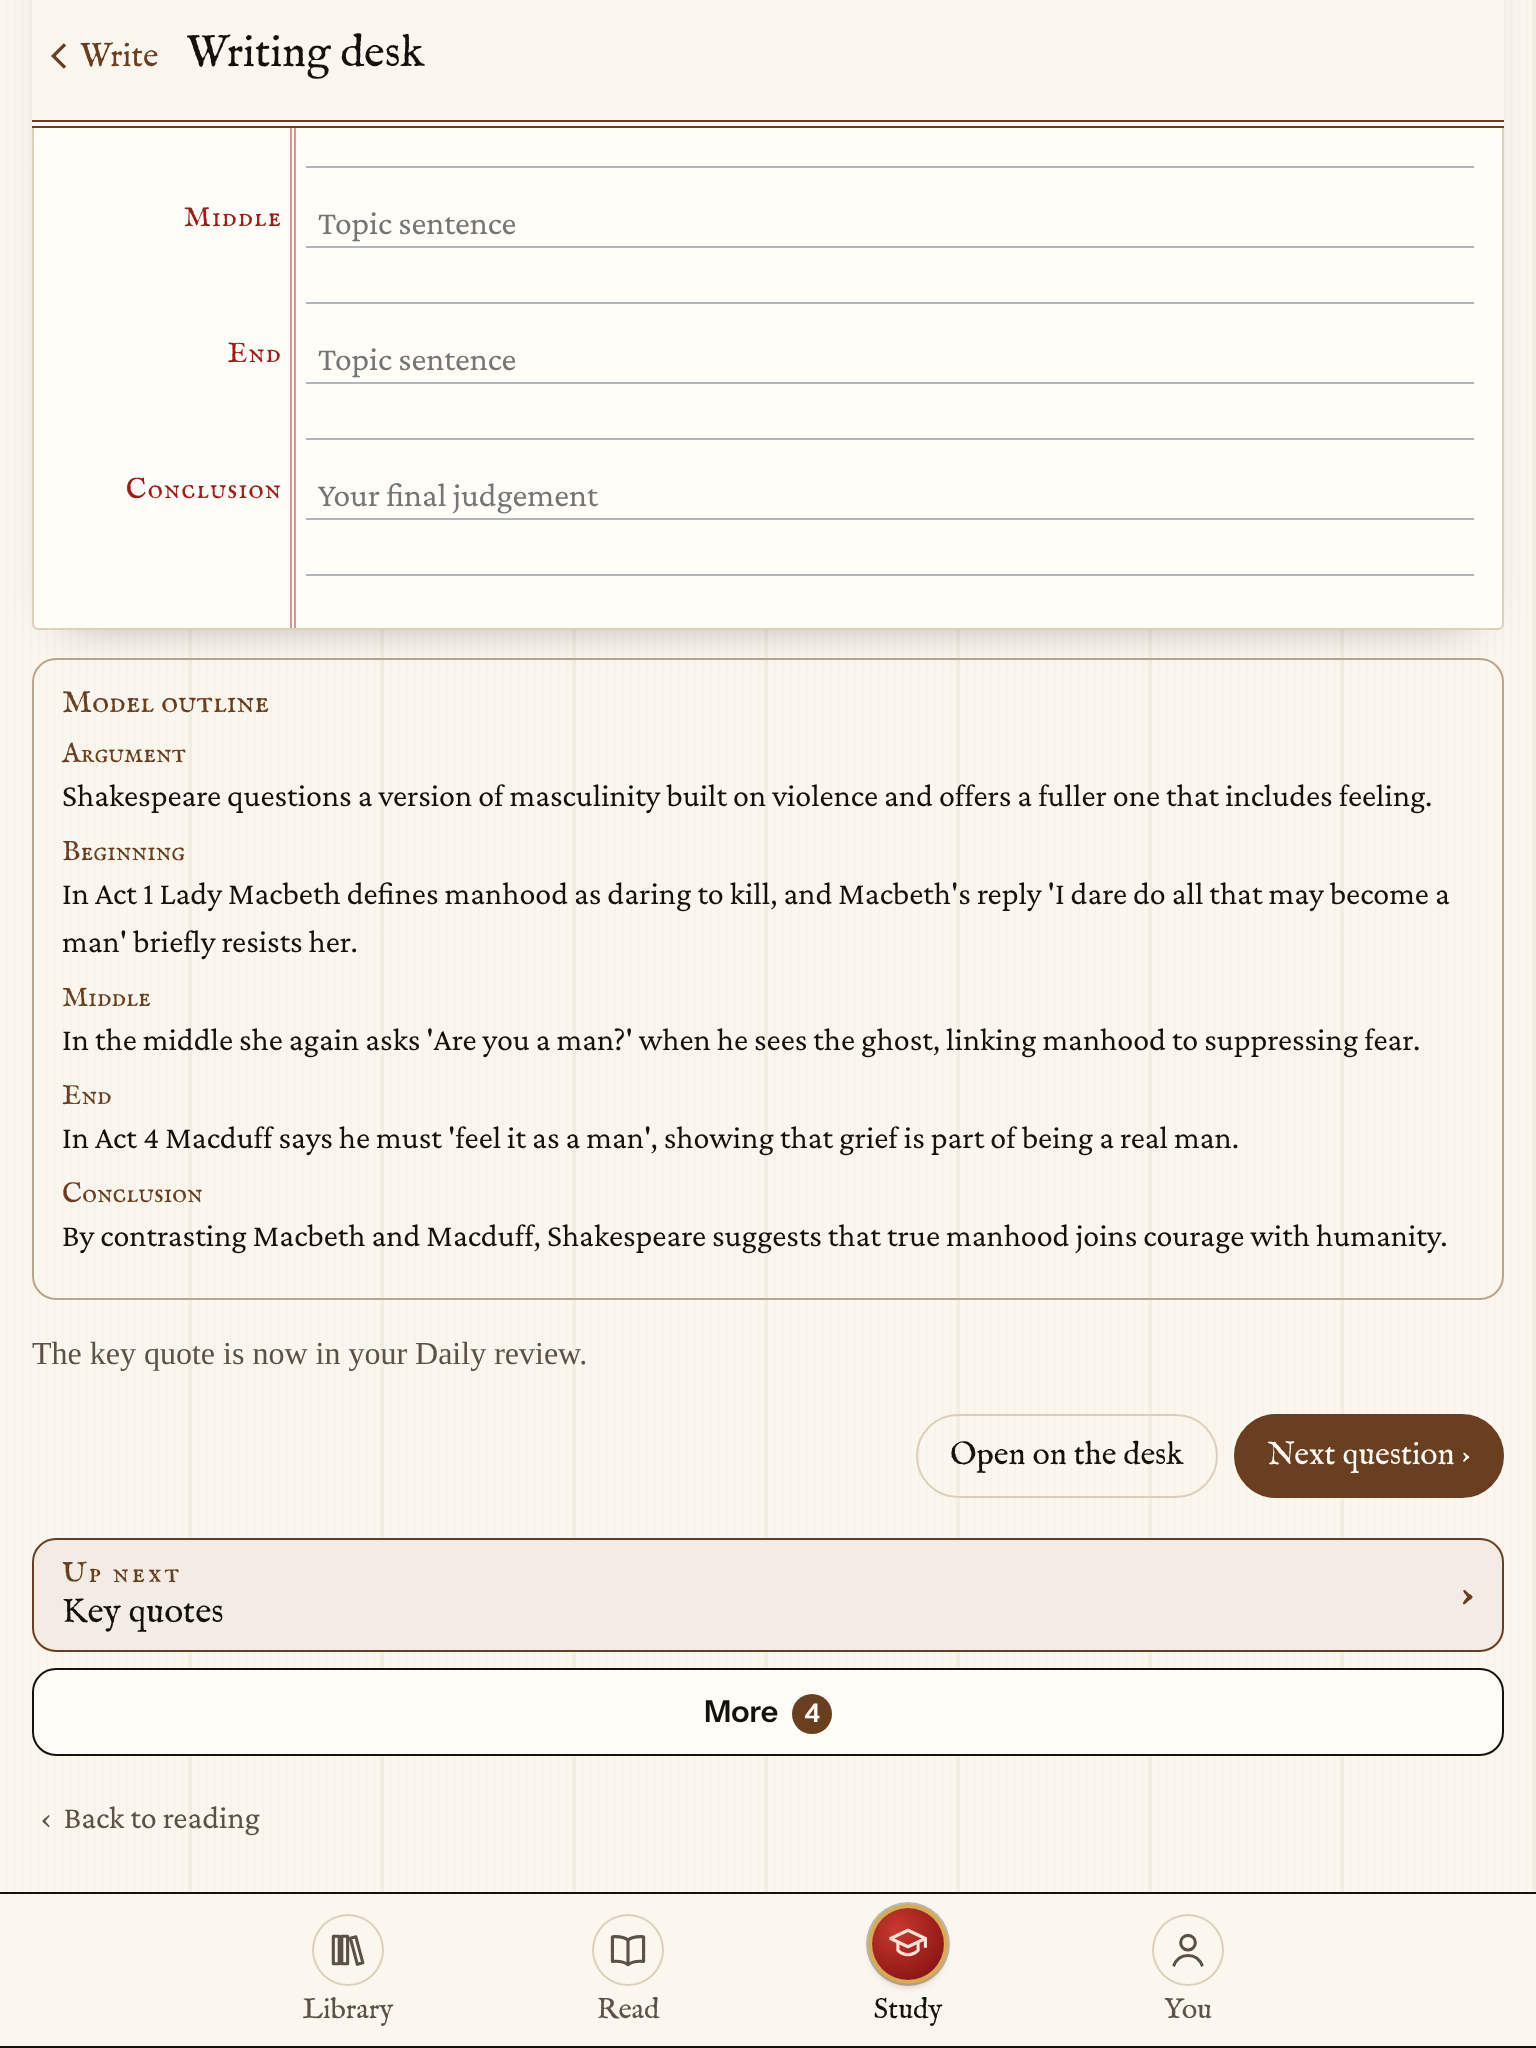 Write Writing desk
Middle
Topic sentence
End
Topic sentence
Conclusion
Your final judgement
Model outline
Argument
Shakespeare questions a version of masculinity built on violence and offers a fuller one that includes feeling.
Beginning
In Act 1 Lady Macbeth defines manhood as daring to kill, and Macbeth's reply 'I dare do all that may become a
man' briefly resists her.
Middle
In the middle she again asks 'Are you a man?' when he sees the ghost, linking manhood to suppressing fear.
End
In Act 4 Macduff says he must 'feel it as a man', showing that grief is part of being a real man.
Conclusion
By contrasting Macbeth and Macduff, Shakespeare suggests that true manhood joins courage with humanity.
The key quote is now in your Daily review.
Open on the desk
Next question ›
Up next
Key quotes
›
More 4
‹ Back to reading
Library
Read
Study
You